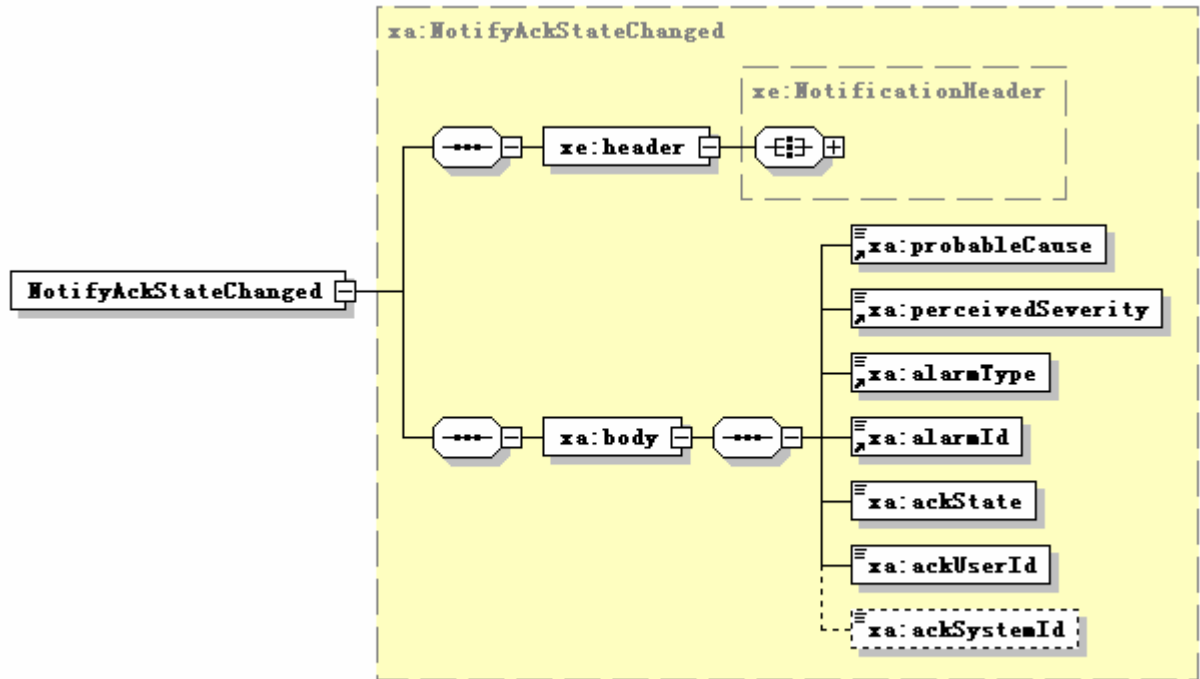 xa:NotifyAckStateChanged
xe:NotificationHeader
xe:header
xa:probableCause
xa:perceivedSeverity
NotifyAckStateChanged
xa:alarmType
xa:body
xa:alarmId
xa:ackState
xa:ackUserId
xa:ackSystemId